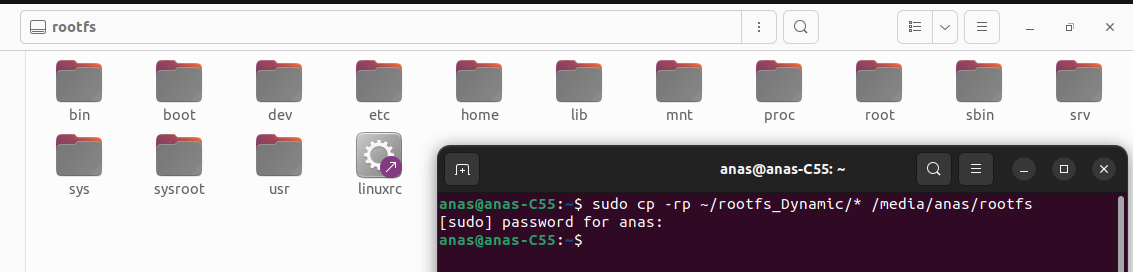 rootfs
bin boot dev etc home lib mnt proc root sbin srv
sys sysroot usr linuxrc
anas@anas-C55: ~
anas@anas-C55:~$ sudo cp -rp ~/rootfs_Dynamic/* /media/anas/rootfs
[sudo] password for anas:
anas@anas-C55:~$